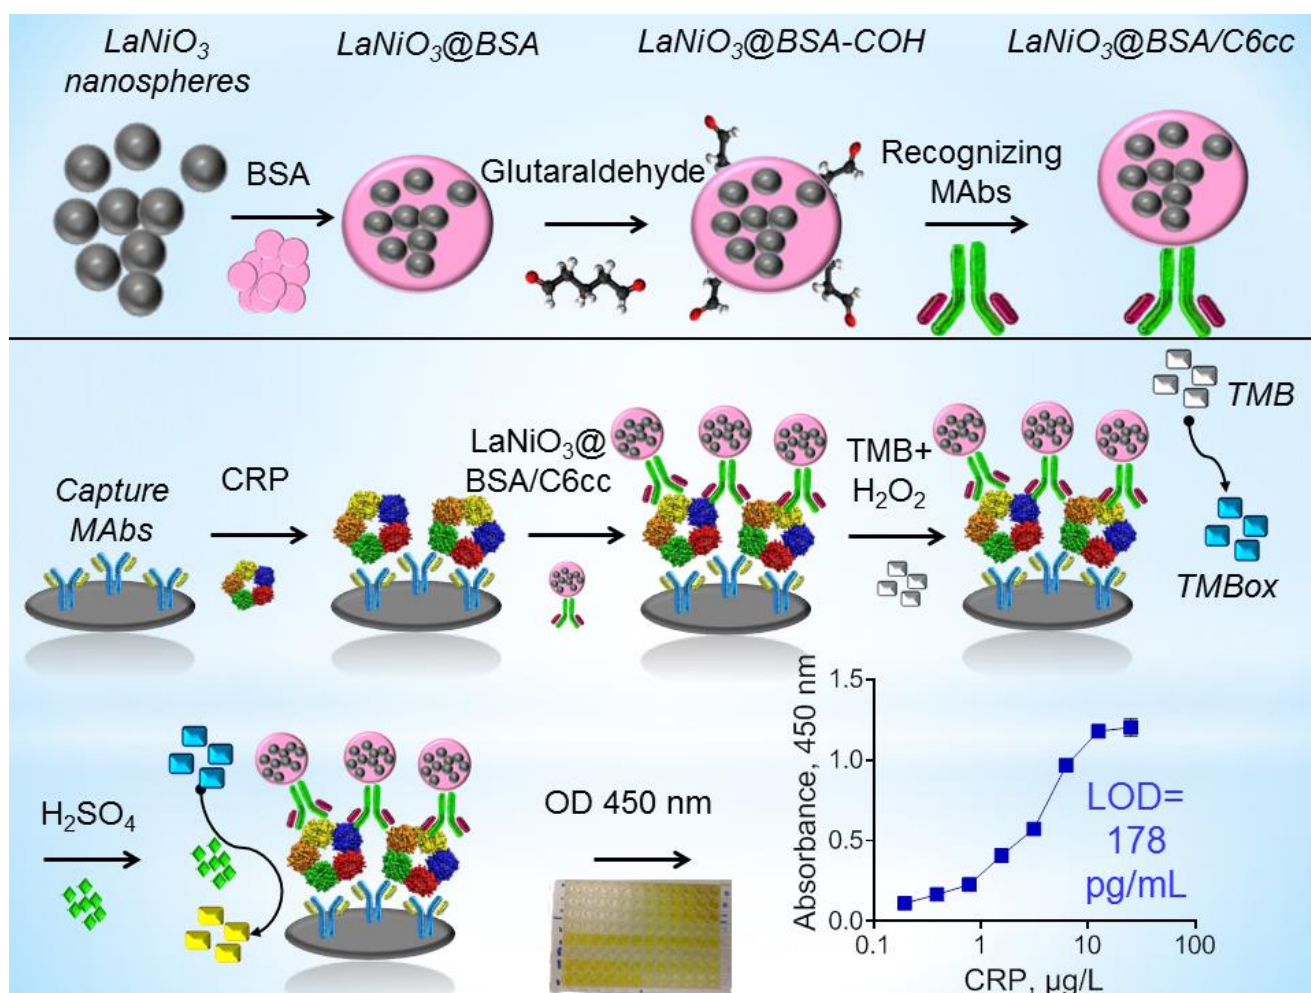 LaNiO₃
nanospheres
LaNiO₃@BSA
LaNiO₃@BSA-COH
LaNiO₃@BSA/C6cc
BSA
Glutaraldehyde
Recognizing
MAbs
Capture
MAbs
CRP
LaNiO₃@
BSA/C6cc
TMB+
H₂O₂
TMB
TMBox
H₂SO₄
OD 450 nm
Absorbance, 450 nm
1.5
1.0
0.5
0.0
0.1
1
10
100
CRP, µg/L
LOD=
178
pg/mL